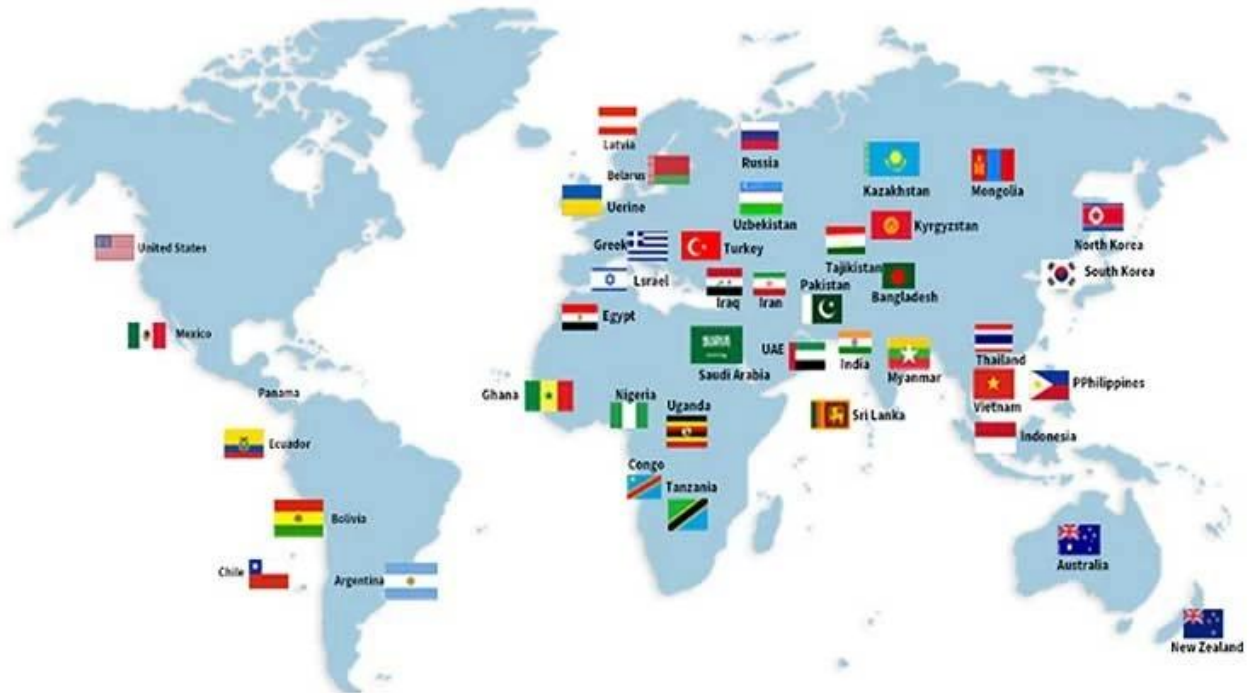 Latvia
Russia
Belarus
Kazakhstan
Mongolia
Uerine
Uzbekistan
Kyrgyzstan
United States
Greek
Turkey
Tajikistan
North Korea
Lsrael
Iraq
Iran
Pakistan
Bangladesh
South Korea
Egypt
Mexico
Saudi Arabia
UAE
India
Myanmar
Thailand
Panama
Ghana
Nigeria
Uganda
Sri Lanka
Vietnam
PPhilippines
Ecuador
Indonesia
Congo
Tanzania
Bolivia
Chile
Argentina
Australia
New Zealand